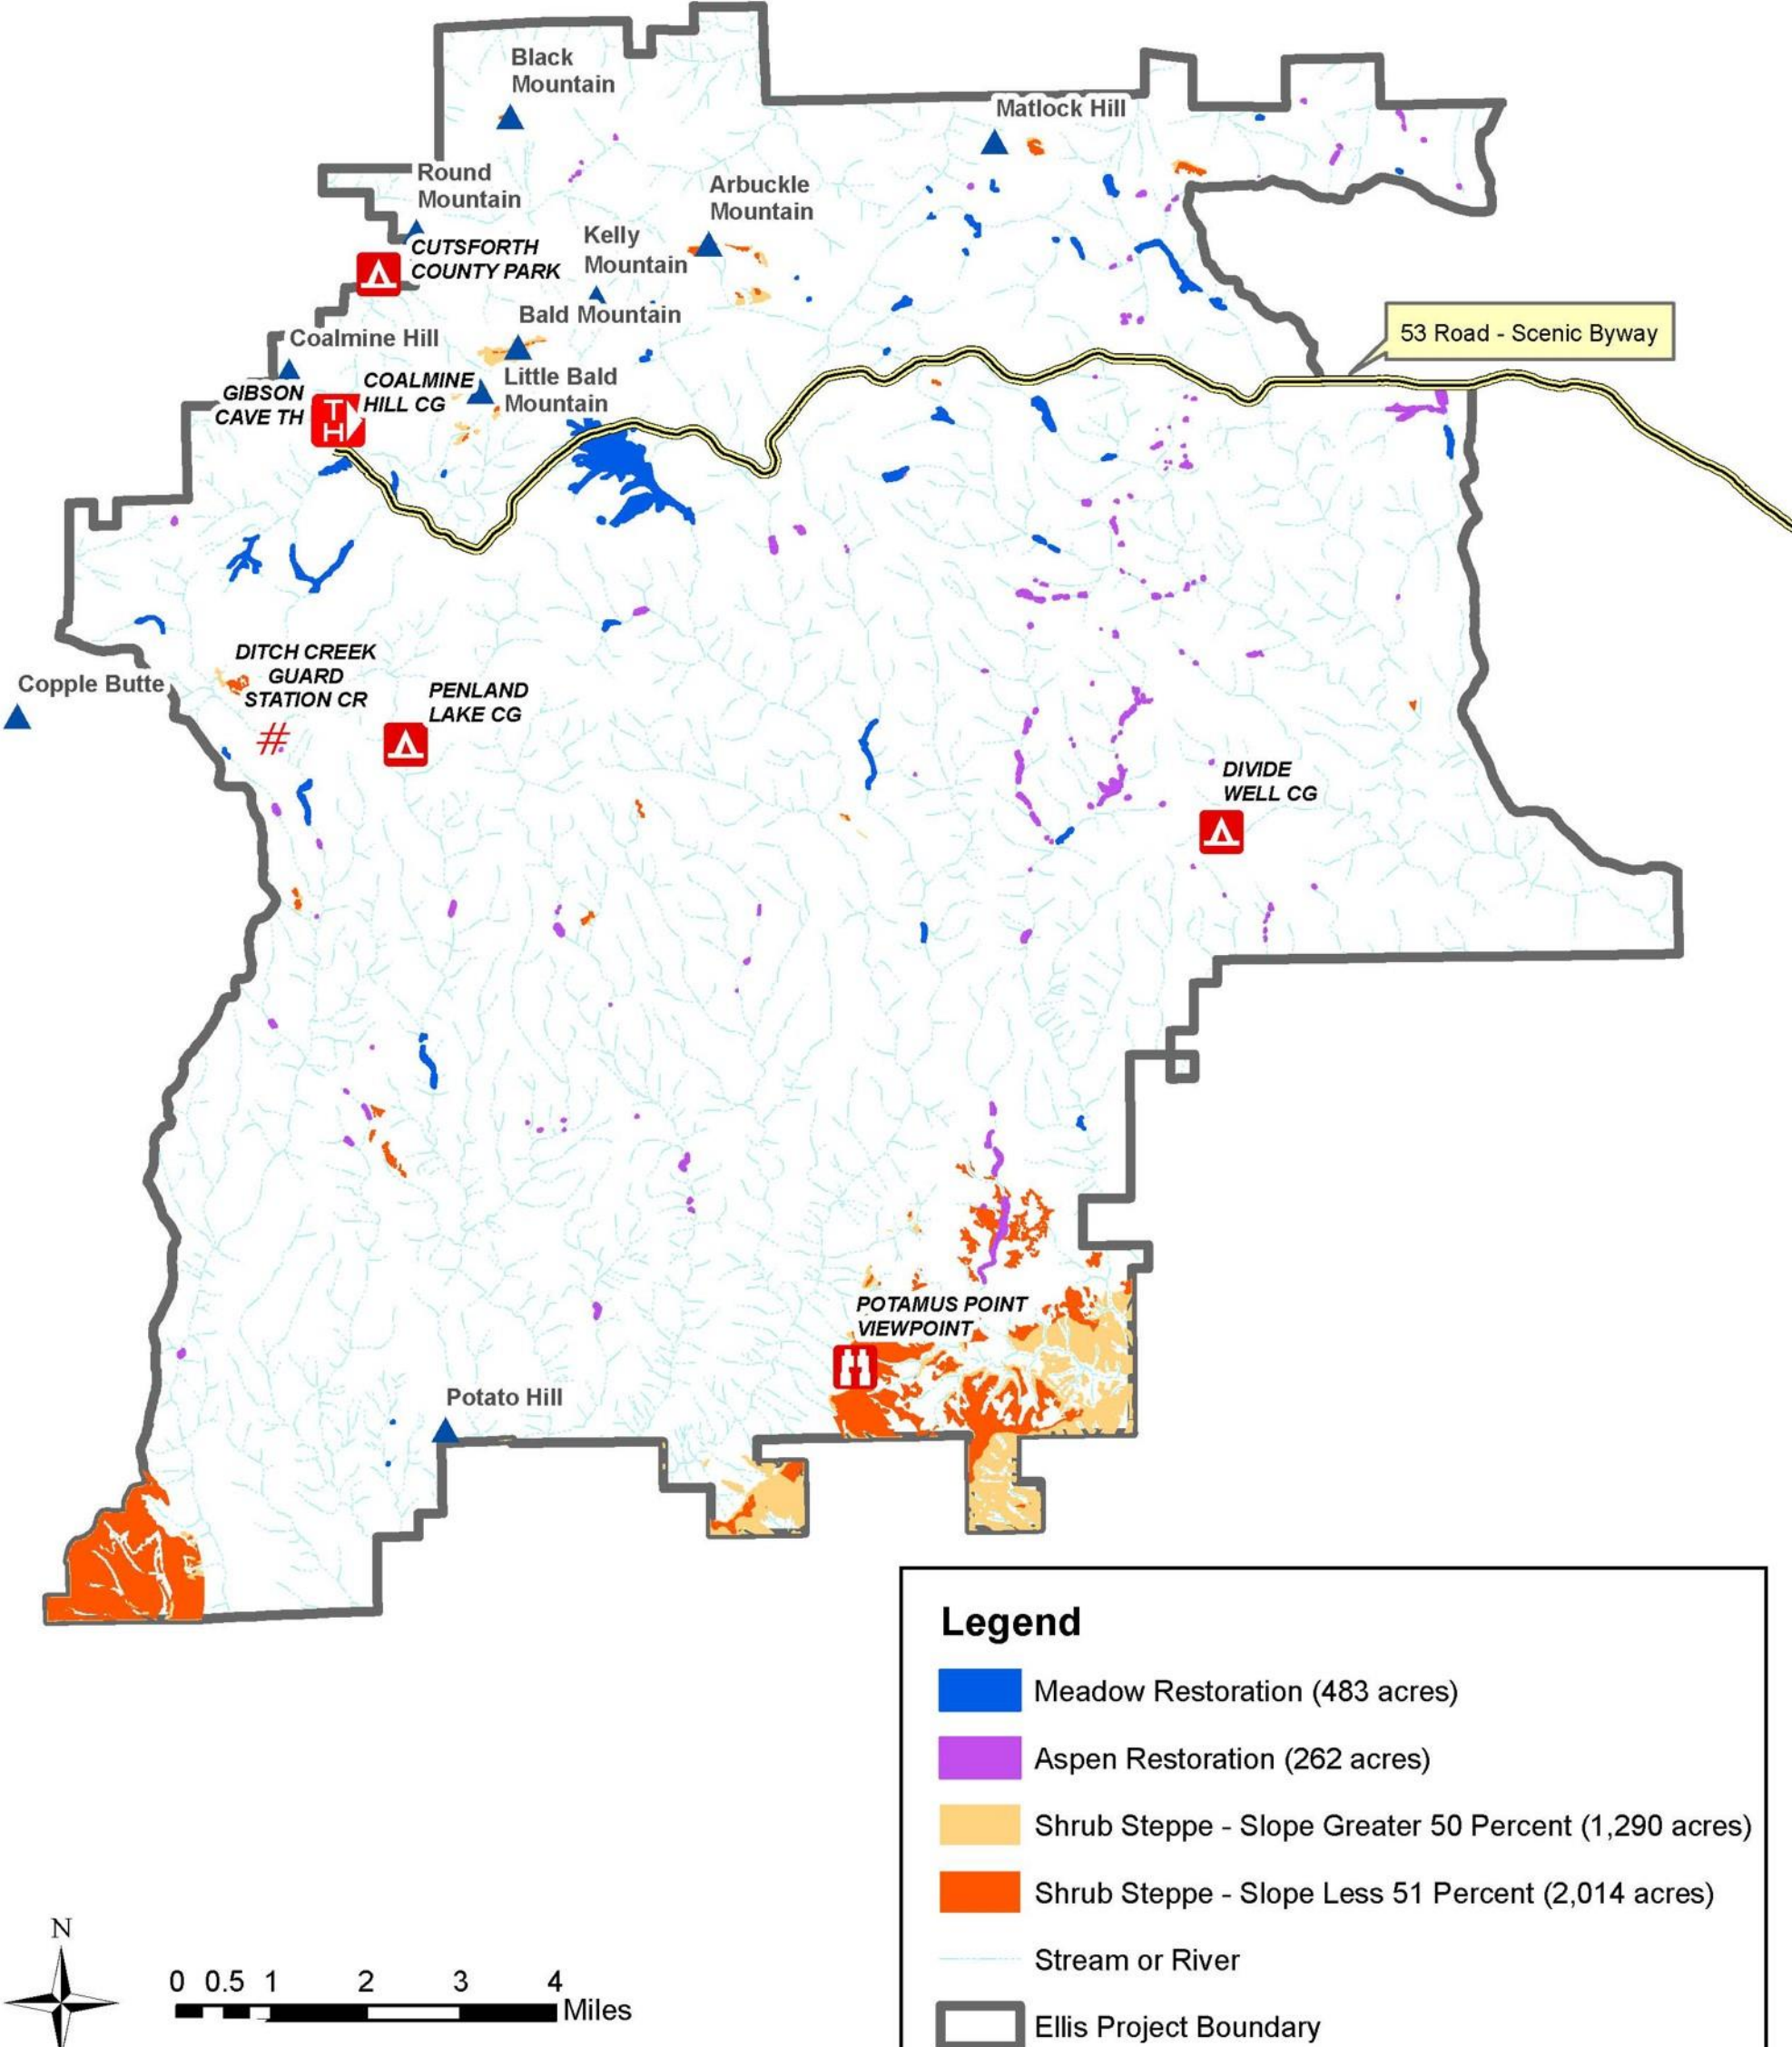 Black
Mountain
Matlock Hill
Round
Mountain
Arbuckle
Mountain
CUTSFORTH
COUNTY PARK
Kelly
Mountain
Bald Mountain
53 Road - Scenic Byway
Coalmine Hill
GIBSON
CAVE TH
T
H
COALMINE
HILL CG
Little Bald
Mountain
DITCH CREEK
GUARD
STATION CR
#
Copple Butte
PENLAND
LAKE CG
DIVIDE
WELL CG
POTAMUS POINT
VIEWPOINT
Potato Hill
Legend
Meadow Restoration (483 acres)
Aspen Restoration (262 acres)
Shrub Steppe - Slope Greater 50 Percent (1,290 acres)
Shrub Steppe - Slope Less 51 Percent (2,014 acres)
Stream or River
Ellis Project Boundary
N
0 0.5 1 2 3 4
Miles